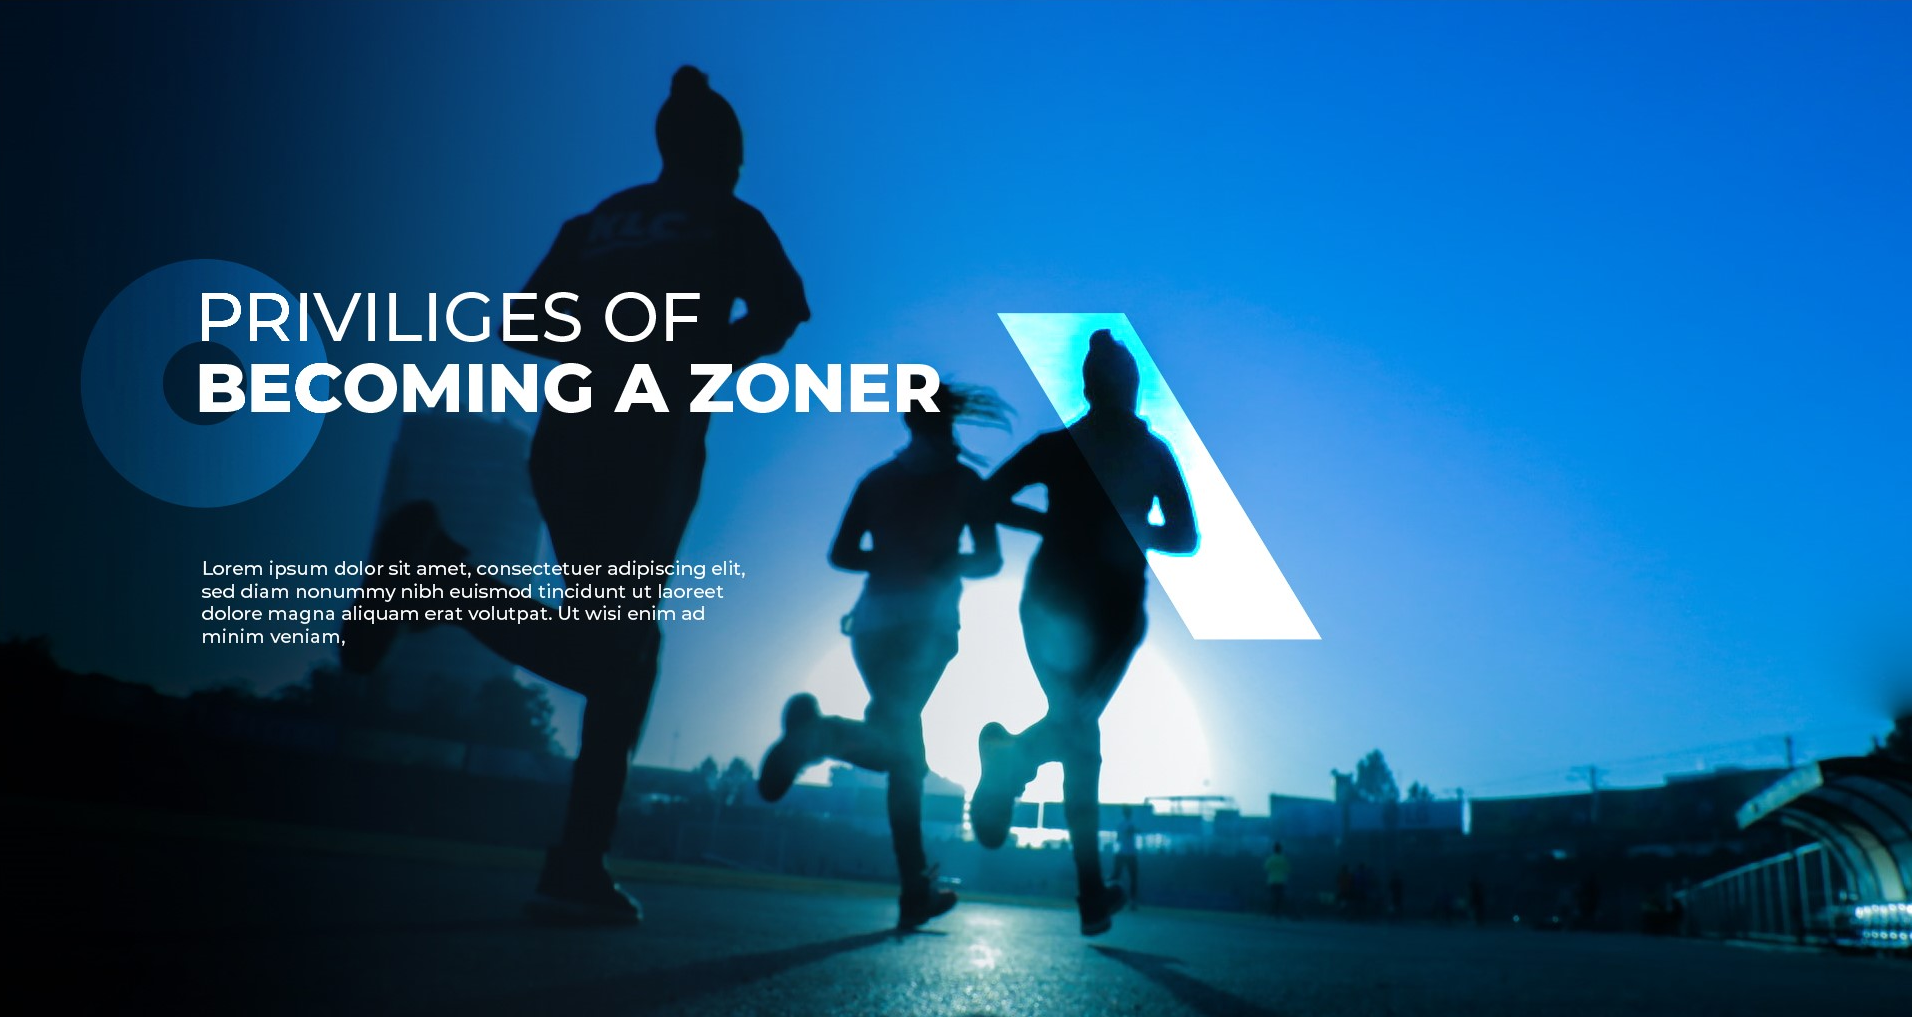 KLC
PRIVILIGES OF
BECOMING A ZONER
Lorem ipsum dolor sit amet, consectetuer adipiscing elit,
sed diam nonummy nibh euismod tincidunt ut laoreet
dolore magna aliquam erat volutpat. Ut wisi enim ad
minim veniam,